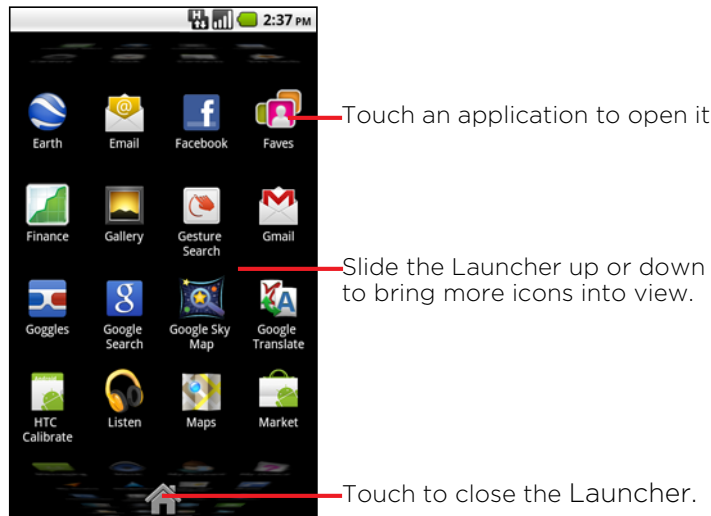 2:37 PM
Earth Email Facebook Faves
Touch an application to open it
Finance Gallery Gesture Search Gmail
Slide the Launcher up or down
to bring more icons into view.
Goggles Google Search Google Sky Map Google Translate
HTC Calibrate Listen Maps Market
Touch to close the Launcher.